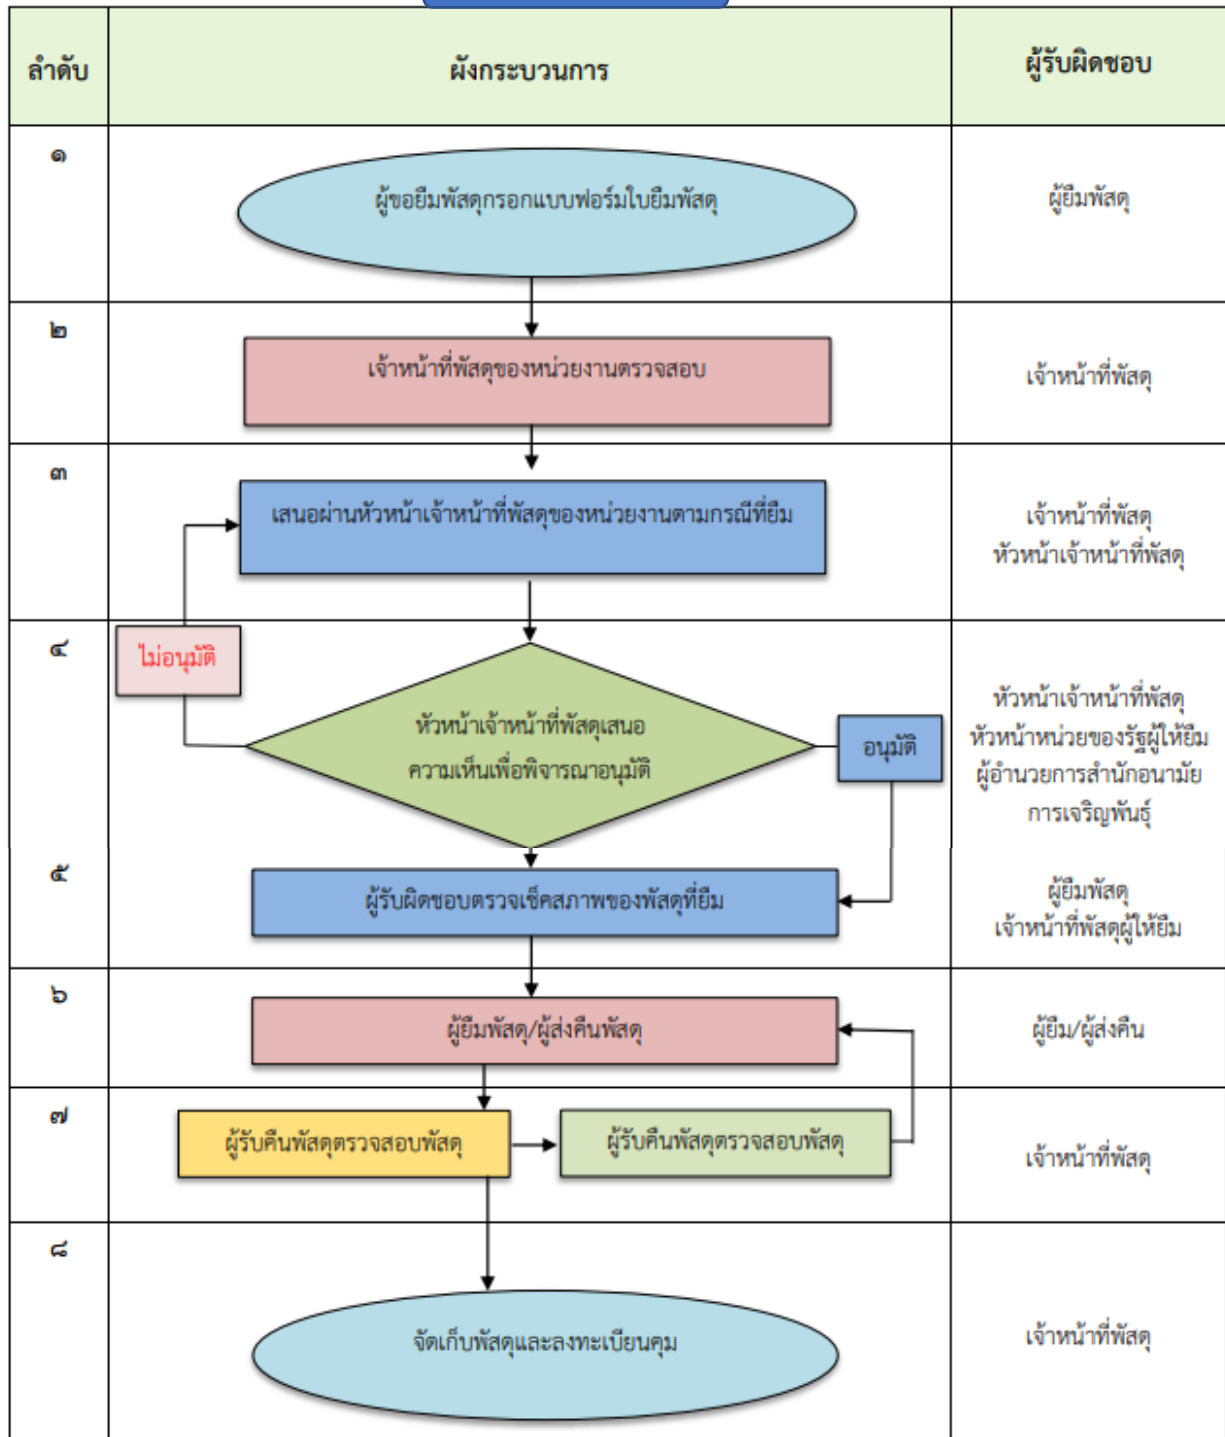 ลำดับ
ผังกระบวนการ
ผู้รับผิดชอบ
๑
ผู้ขอยืมพัสดุกรอกแบบฟอร์มใบยืมพัสดุ
ผู้ยืมพัสดุ
๒
เจ้าหน้าที่พัสดุของหน่วยงานตรวจสอบ
เจ้าหน้าที่พัสดุ
๓
เสนอผ่านหัวหน้าเจ้าหน้าที่พัสดุของหน่วยงานตามกรณีที่ยืม
เจ้าหน้าที่พัสดุ
หัวหน้าเจ้าหน้าที่พัสดุ
๔
ไม่อนุมัติ
หัวหน้าเจ้าหน้าที่พัสดุเสนอ
ความเห็นเพื่อพิจารณาอนุมัติ
อนุมัติ
หัวหน้าเจ้าหน้าที่พัสดุ
หัวหน้าหน่วยของรัฐผู้ให้ยืม
ผู้อำนวยการสำนักอนามัย
การเจริญพันธุ์
๕
ผู้รับผิดชอบตรวจเช็คสภาพของพัสดุที่ยืม
ผู้ยืมพัสดุ
เจ้าหน้าที่พัสดุผู้ให้ยืม
๖
ผู้ยืมพัสดุ/ผู้ส่งคืนพัสดุ
ผู้ยืม/ผู้ส่งคืน
๗
ผู้รับคืนพัสดุตรวจสอบพัสดุ
ผู้รับคืนพัสดุตรวจสอบพัสดุ
เจ้าหน้าที่พัสดุ
๘
จัดเก็บพัสดุและลงทะเบียนคุม
เจ้าหน้าที่พัสดุ